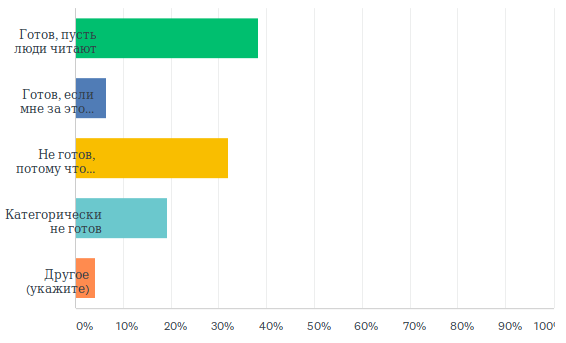 Готов, пусть
люди читают
Готов, если
мне за это...
Не готов,
потому что...
Категорически
не готов
Другое
(укажите)
0% 10% 20% 30% 40% 50% 60% 70% 80% 90% 100%